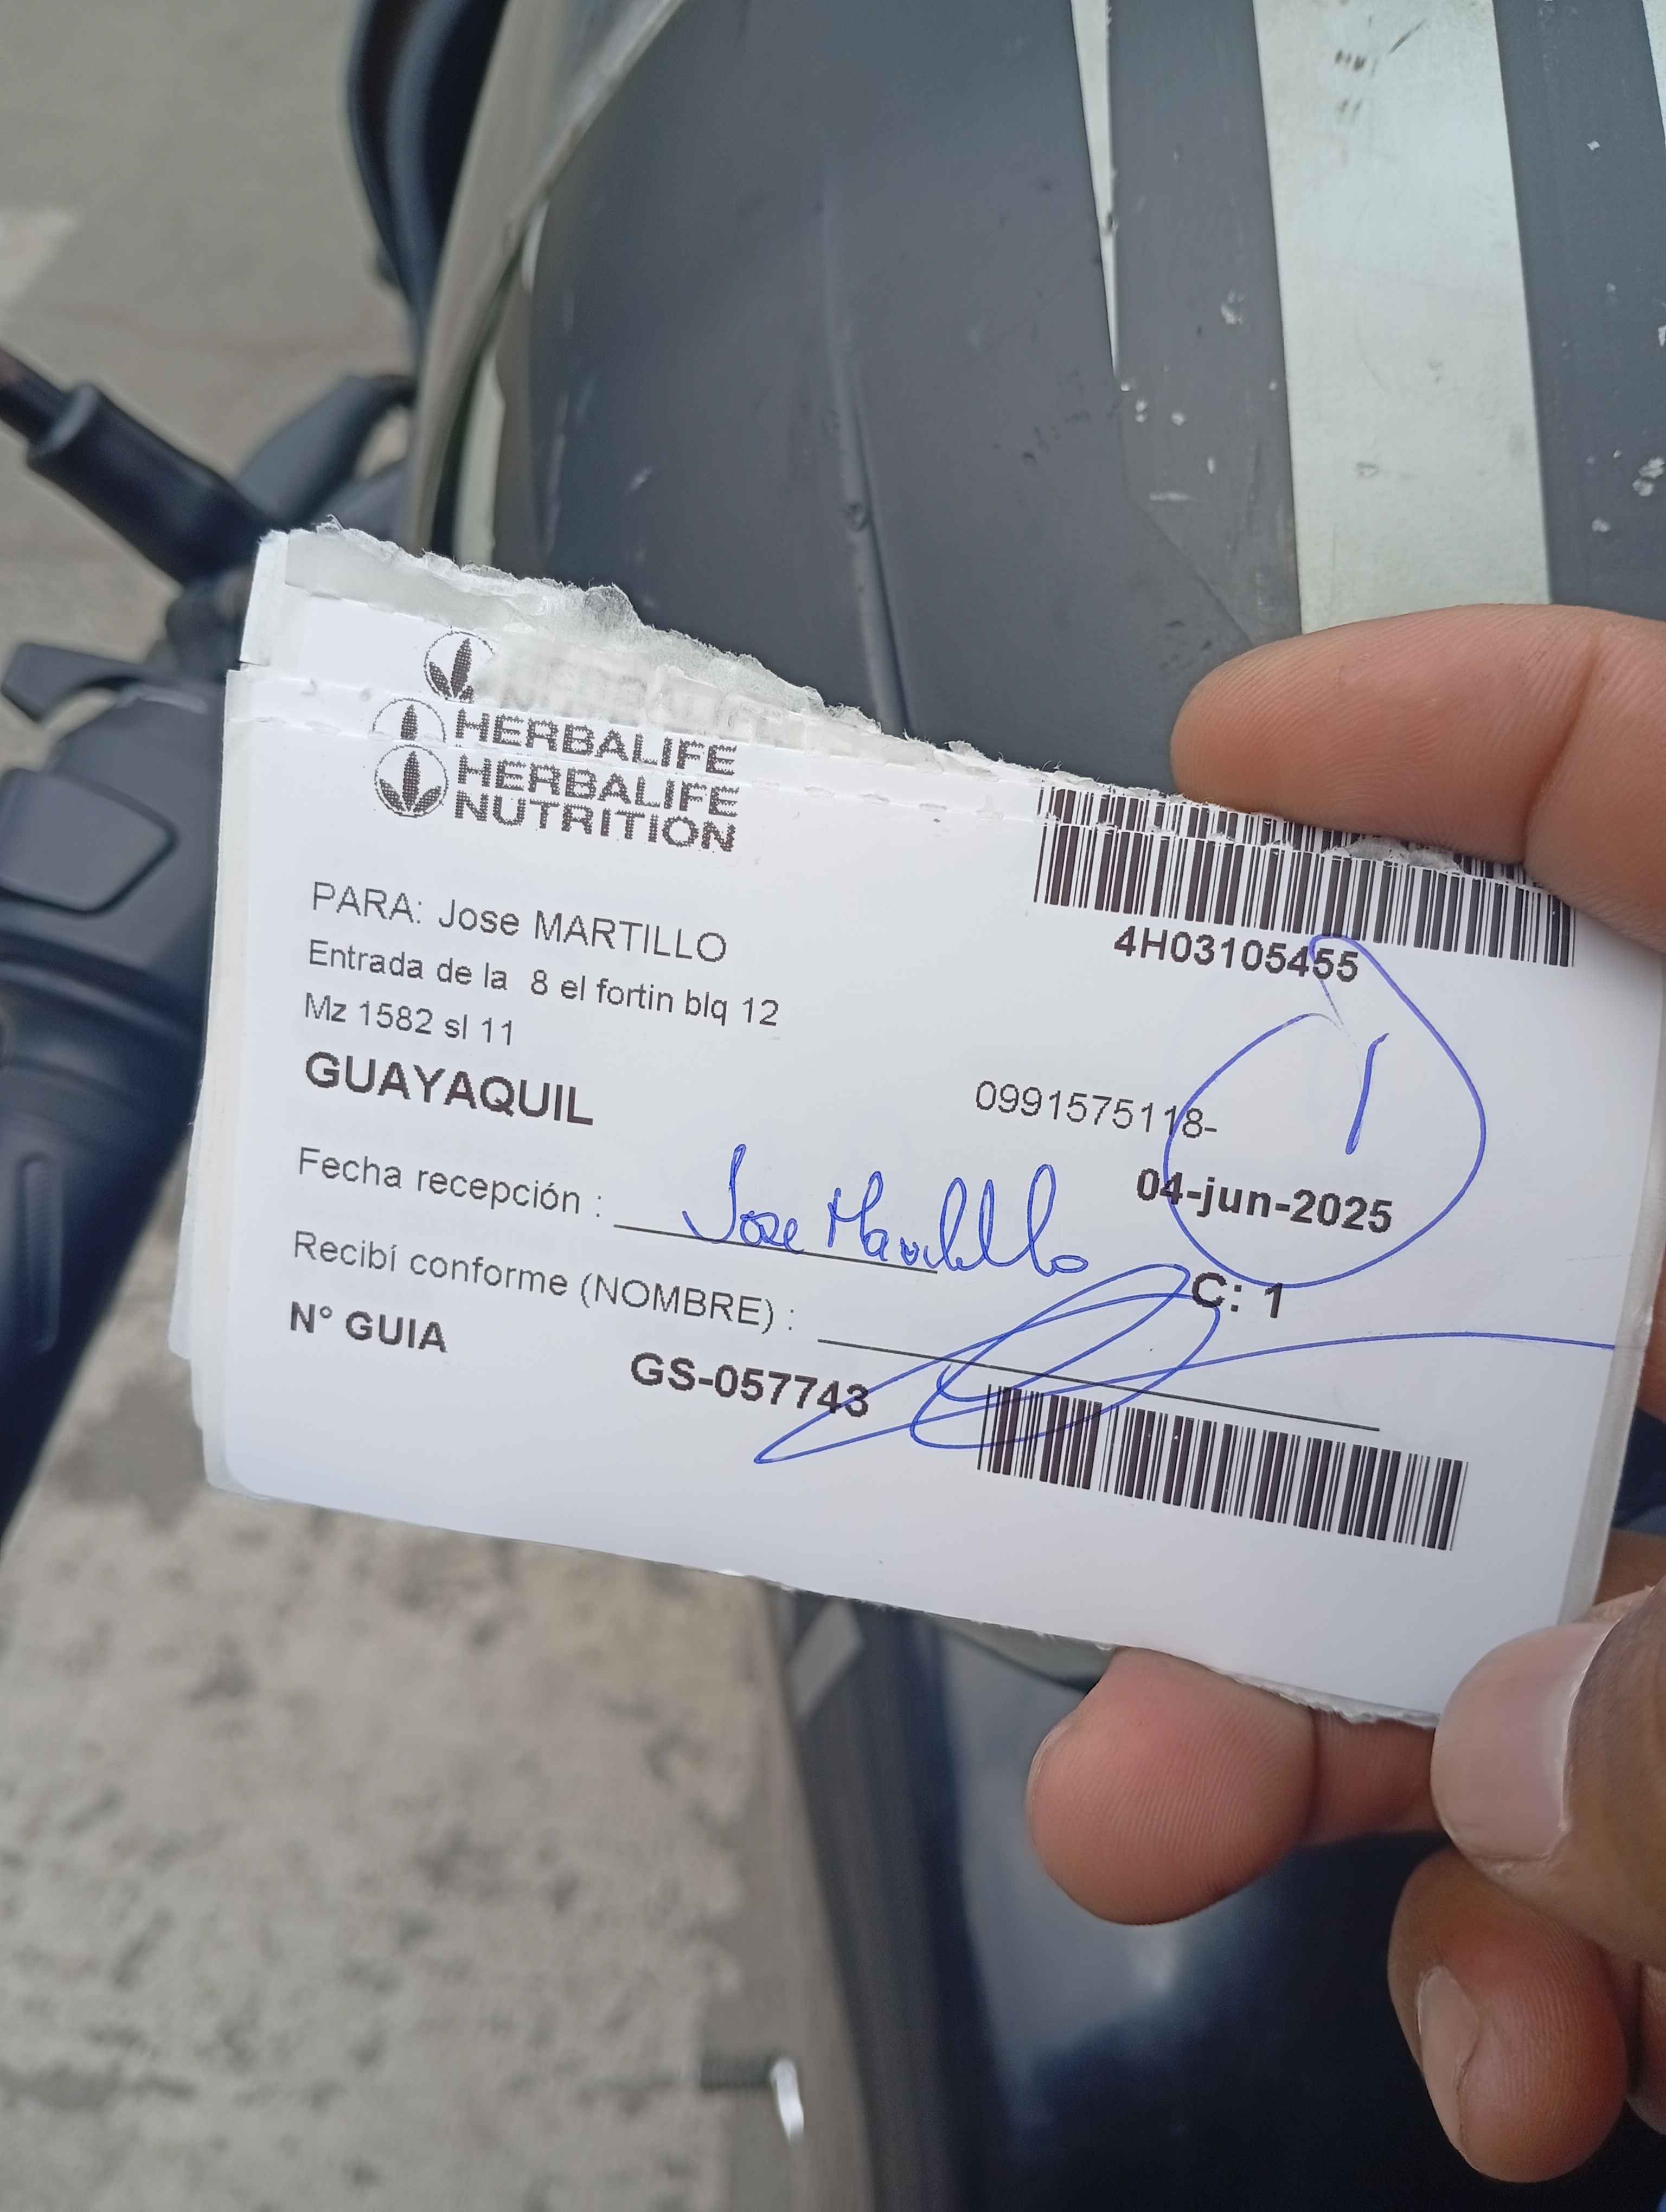 HERBALIFE
HERBALIFE
NUTRITION
4H03105455
PARA: Jose MARTILLO
Entrada de la 8 el fortin blq 12
Mz 1582 sl 11
GUAYAQUIL
0991575118-
1
04-jun-2025
Fecha recepción : Jose Martillo
C: 1
Recibí conforme (NOMBRE) :
N° GUIA GS-057743